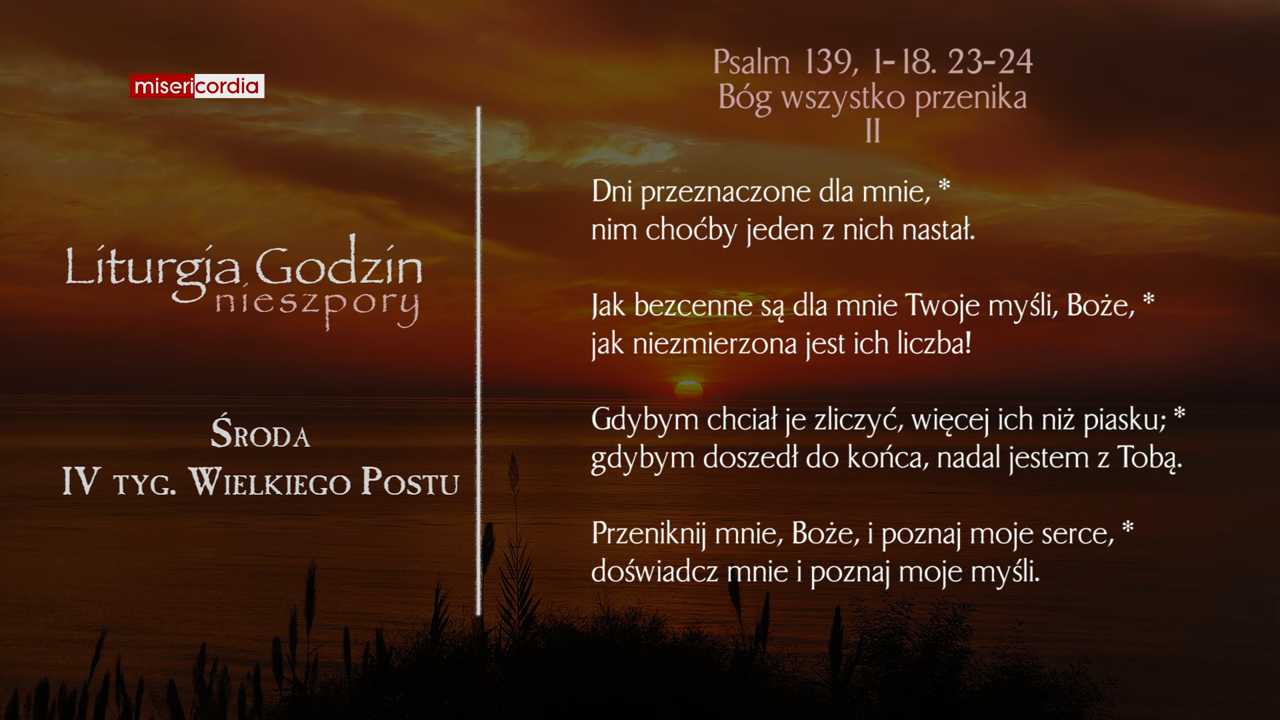 misericordia
Liturgia Godzin
nieszpory
Środa
IV tyg. Wielkiego Postu
Psalm 139, 1-18. 23-24
Bóg wszystko przenika
II
Dni przeznaczone dla mnie, *
nim choćby jeden z nich nastał.
Jak bezcenne są dla mnie Twoje myśli, Boże, *
jak niezmierzona jest ich liczba!
Gdybym chciał je zliczyć, więcej ich niż piasku; *
gdybym doszedł do końca, nadal jestem z Tobą.
Przeniknij mnie, Boże, i poznaj moje serce, *
doświadcz mnie i poznaj moje myśli.